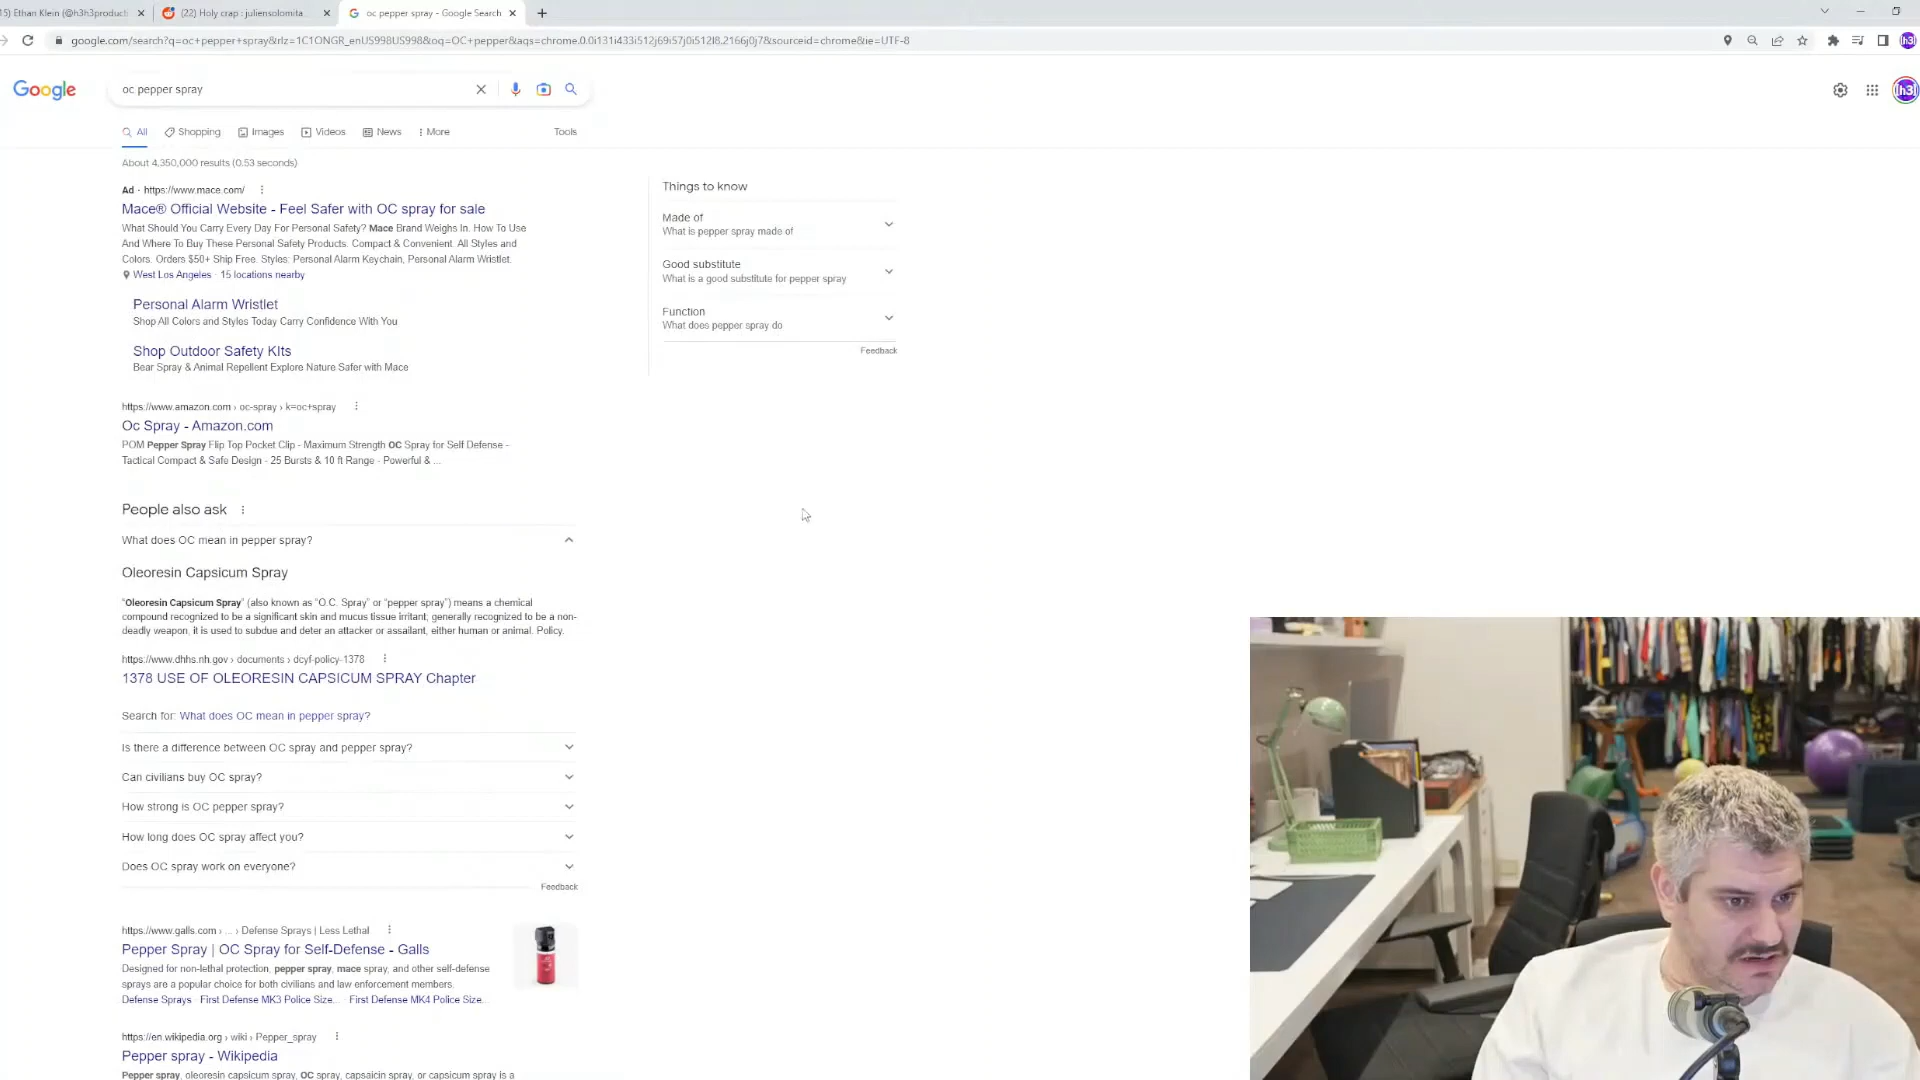 15) Ethan Klein (@h3h3producti
(22) Holy crap : juliensolomita
oc pepper spray - Google Search
google.com/search?q=oc+pepper+spray&rlz=1C1ONGR_enUS998US998&oq=OC+pepper&aqs=chrome.0.0i131i433i512j69i57j0i512l8.2166j0j7&sourceid=chrome&ie=UTF-8
h3
Google
oc pepper spray
h3
All
Shopping
Images
Videos
News
More
Tools
About 4,350,000 results (0.53 seconds)
Ad · https://www.mace.com/
Mace® Official Website - Feel Safer with OC spray for sale
What Should You Carry Every Day For Personal Safety? Mace Brand Weighs In. How To Use
And Where To Buy These Personal Safety Products. Compact & Convenient. All Styles and
Colors. Orders $50+ Ship Free. Styles: Personal Alarm Keychain, Personal Alarm Wristlet.
West Los Angeles · 15 locations nearby
Personal Alarm Wristlet
Shop All Colors and Styles Today Carry Confidence With You
Shop Outdoor Safety KIts
Bear Spray & Animal Repellent Explore Nature Safer with Mace
https://www.amazon.com › oc-spray › k=oc+spray
Oc Spray - Amazon.com
POM Pepper Spray Flip Top Pocket Clip - Maximum Strength OC Spray for Self Defense -
Tactical Compact & Safe Design - 25 Bursts & 10 ft Range - Powerful & ...
People also ask
What does OC mean in pepper spray?
Oleoresin Capsicum Spray
“Oleoresin Capsicum Spray” (also known as “O.C. Spray” or “pepper spray”) means a chemical
compound recognized to be a significant skin and mucus tissue irritant; generally recognized to be a non-
deadly weapon, it is used to subdue and deter an attacker or assailant, either human or animal. Policy.
https://www.dhhs.nh.gov › documents › dcyf-policy-1378
1378 USE OF OLEORESIN CAPSICUM SPRAY Chapter
Search for: What does OC mean in pepper spray?
Is there a difference between OC spray and pepper spray?
Can civilians buy OC spray?
How strong is OC pepper spray?
How long does OC spray affect you?
Does OC spray work on everyone?
Feedback
https://www.galls.com › ... › Defense Sprays | Less Lethal
Pepper Spray | OC Spray for Self-Defense - Galls
Designed for non-lethal protection, pepper spray, mace spray, and other self-defense
sprays are a popular choice for both civilians and law enforcement members.
Defense Sprays · First Defense MK3 Police Size... · First Defense MK4 Police Size...
https://en.wikipedia.org › wiki › Pepper_spray
Pepper spray - Wikipedia
Pepper spray, oleoresin capsicum spray, OC spray, capsaicin spray, or capsicum spray is a
Things to know
Made of
What is pepper spray made of
Good substitute
What is a good substitute for pepper spray
Function
What does pepper spray do
Feedback